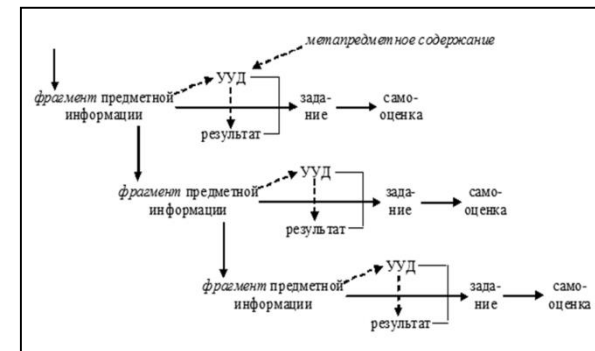 метапредметное содержание
УУД
фрагмент предметной
информации
зада-
ние
само-
оценка
результат
УУД
фрагмент предметной
информации
зада-
ние
само-
оценка
результат
УУД
фрагмент предметной
информации
зада-
ние
само-
оценка
результат